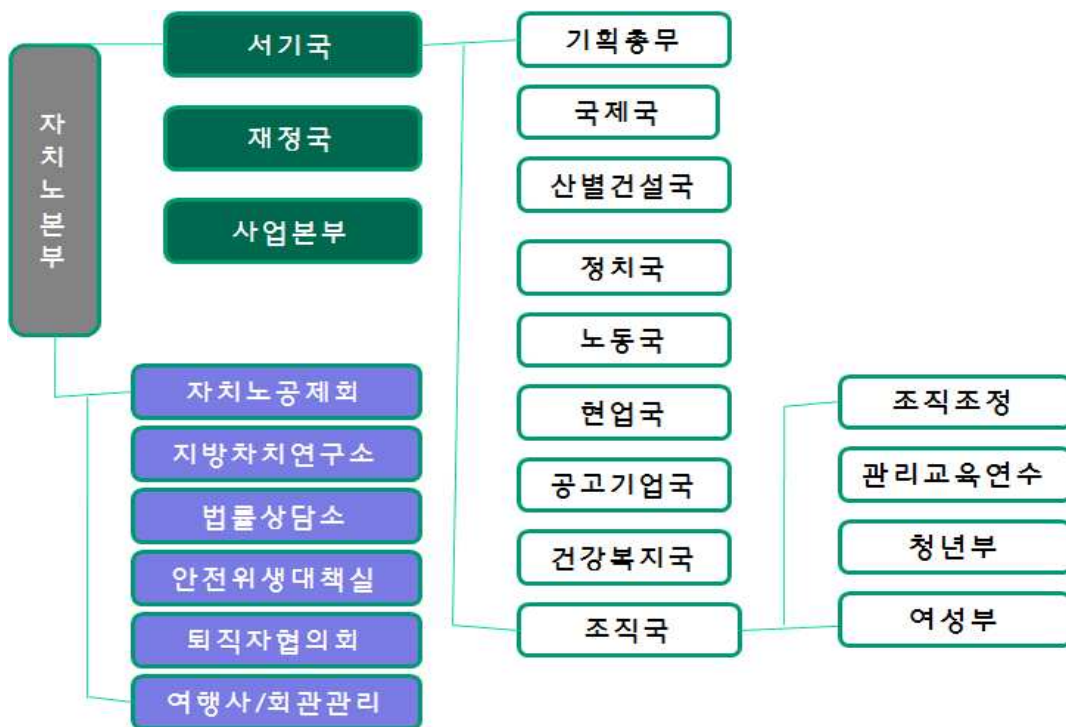 자치노본부
서기국
재정국
사업본부
자치노공제회
지방차치연구소
법률상담소
안전위생대책실
퇴직자협의회
여행사/회관관리
기획총무
국제국
산별건설국
정치국
노동국
현업국
공고기업국
건강복지국
조직국
조직조정
관리교육연수
청년부
여성부